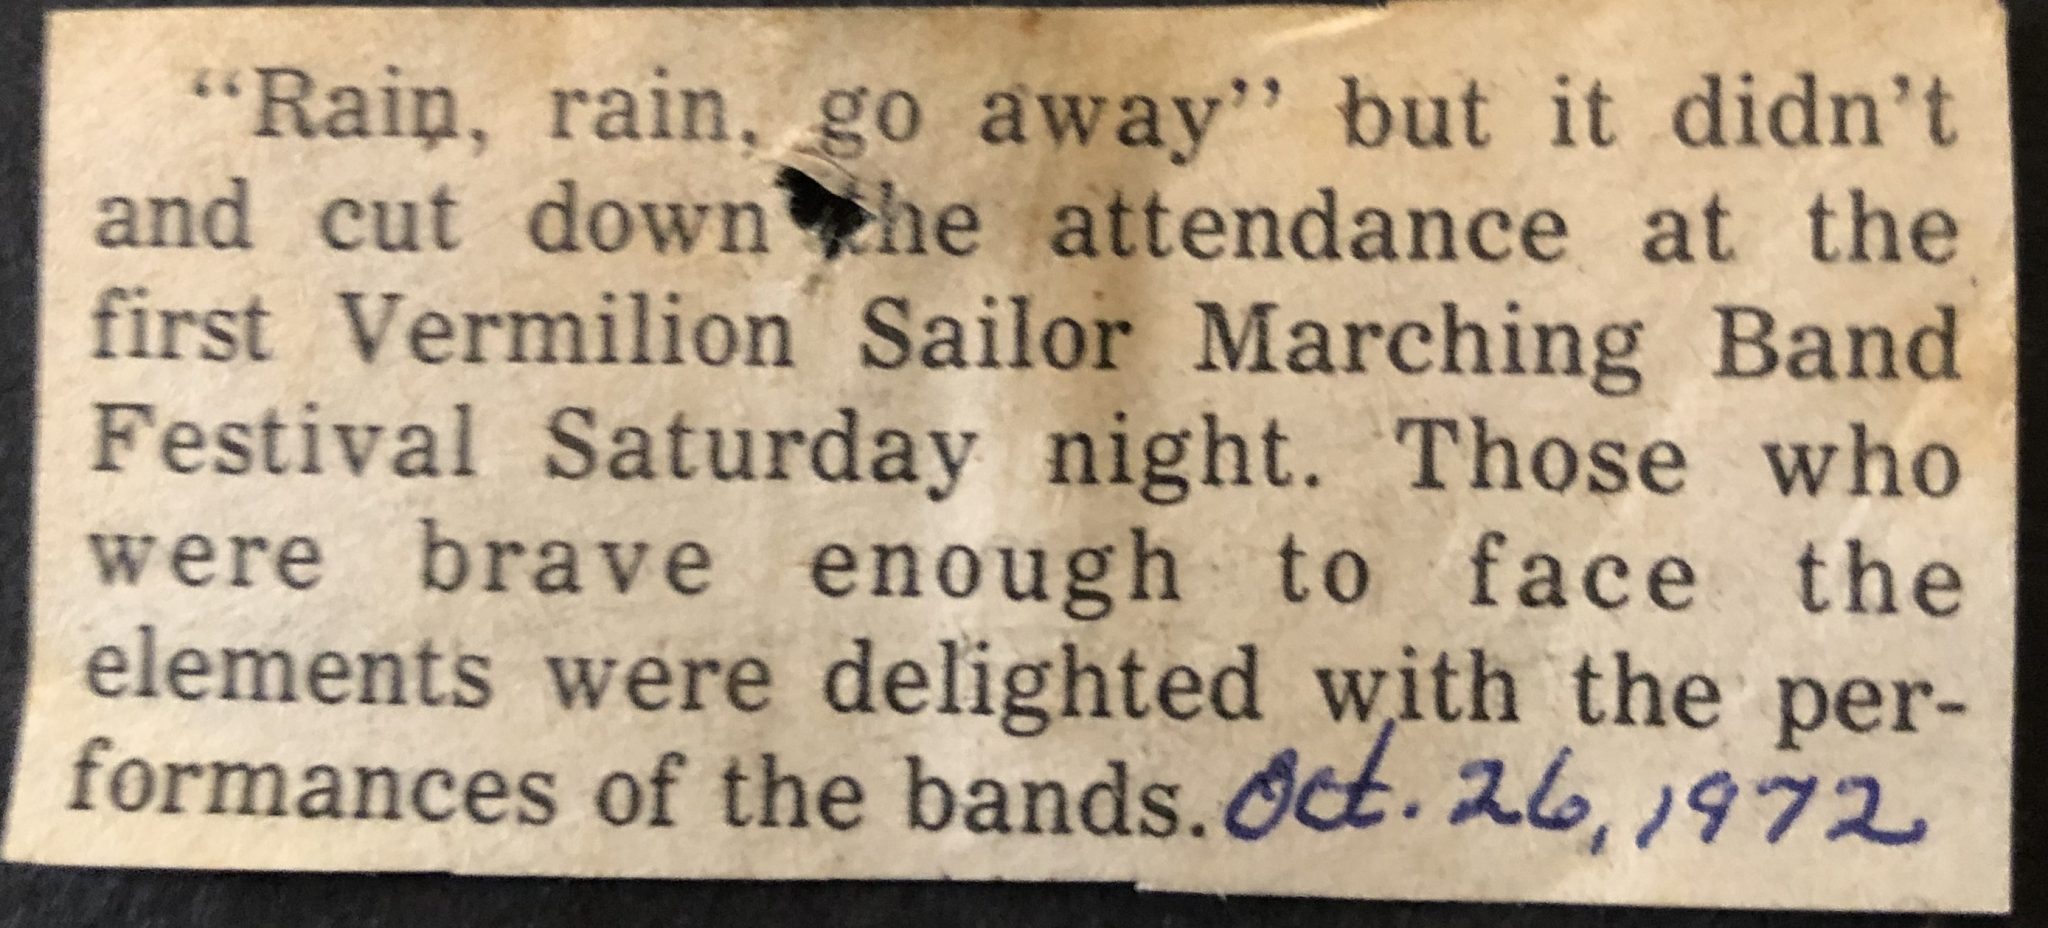 “Rain, rain, go away” but it didn’t
and cut down the attendance at the
first Vermilion Sailor Marching Band
Festival Saturday night. Those who
were brave enough to face the
elements were delighted with the per-
formances of the bands. Oct. 26, 1972